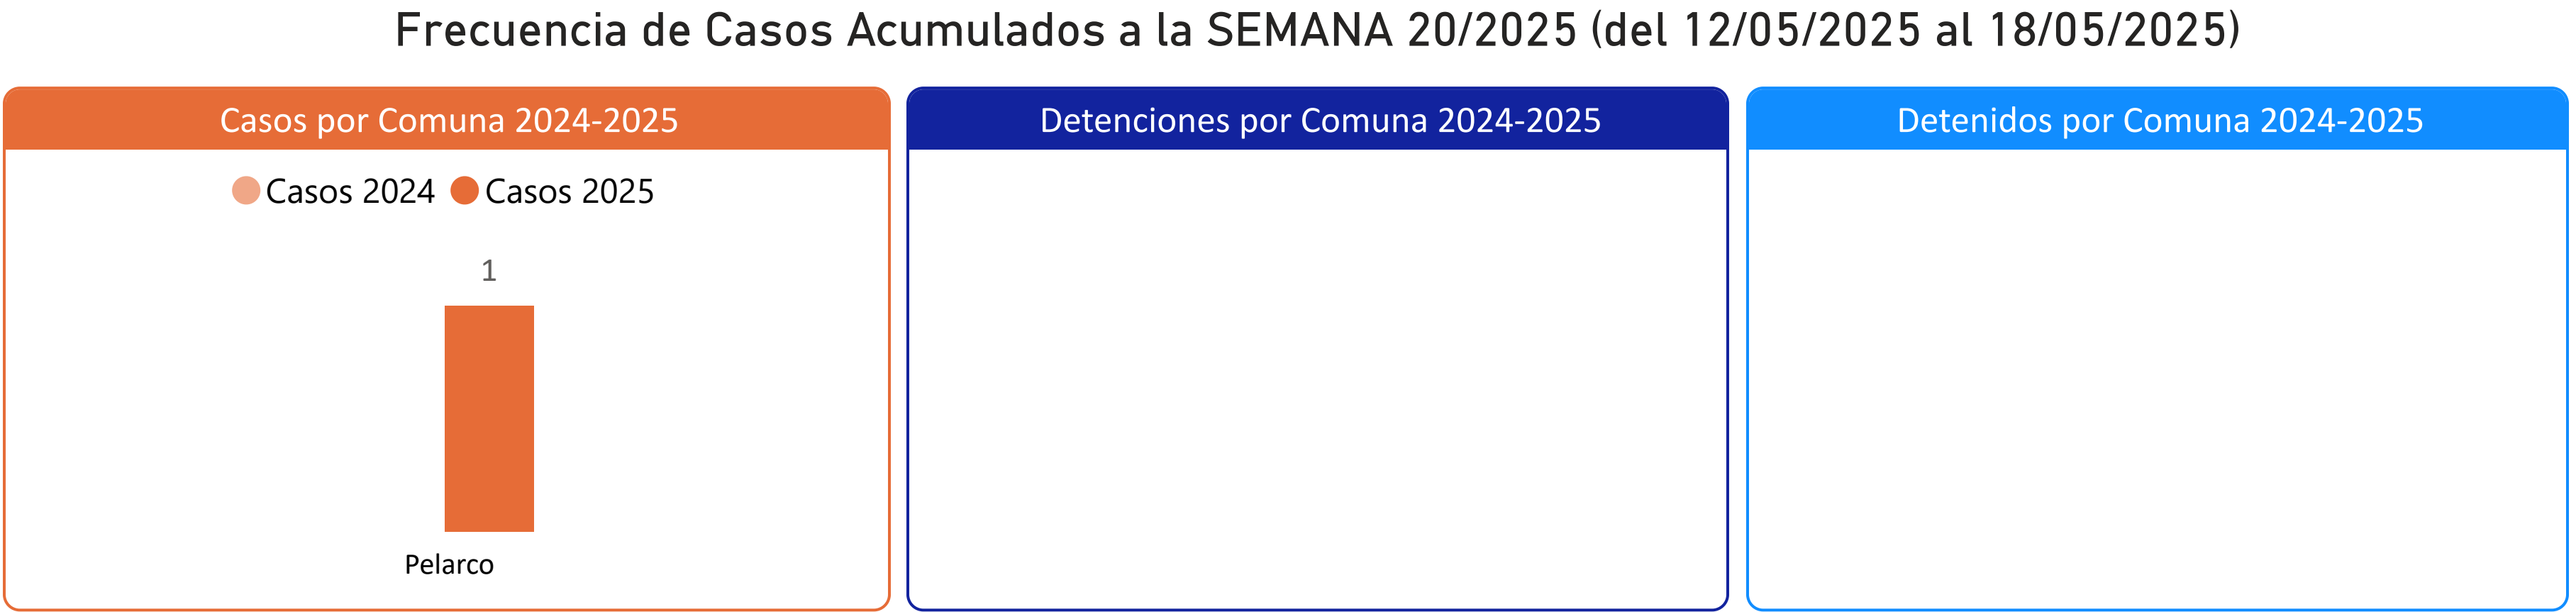 Frecuencia de Casos Acumulados a la SEMANA 20/2025 (del 12/05/2025 al 18/05/2025)
Casos por Comuna 2024-2025
Casos 2024 Casos 2025
1
Pelarco
Detenciones por Comuna 2024-2025
Detenidos por Comuna 2024-2025